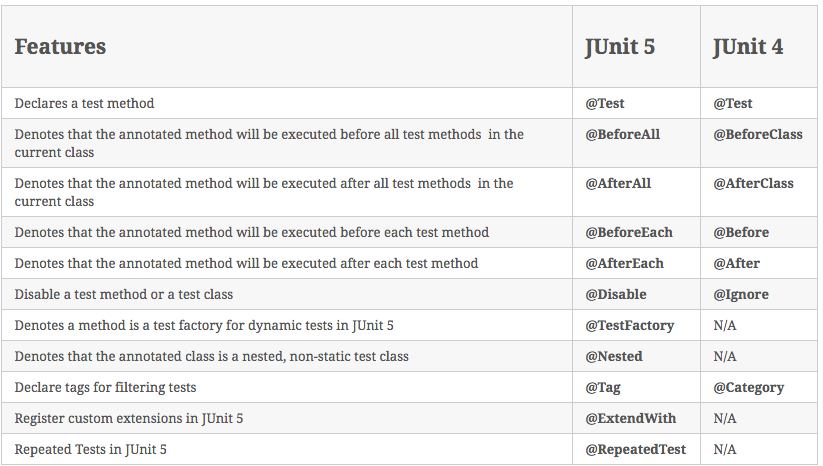 Features JUnit 5 JUnit 4
Declares a test method @Test @Test
Denotes that the annotated method will be executed before all test methods  in the @BeforeAll @BeforeClass
current class
Denotes that the annotated method will be executed after all test methods  in the @AfterAll @AfterClass
current class
Denotes that the annotated method will be executed before each test method @BeforeEach @Before
Denotes that the annotated method will be executed after each test method @AfterEach @After
Disable a test method or a test class @Disable @Ignore
Denotes a method is a test factory for dynamic tests in JUnit 5 @TestFactory N/A
Denotes that the annotated class is a nested, non-static test class @Nested N/A
Declare tags for filtering tests @Tag @Category
Register custom extensions in JUnit 5 @ExtendWith N/A
Repeated Tests in JUnit 5 @RepeatedTest N/A